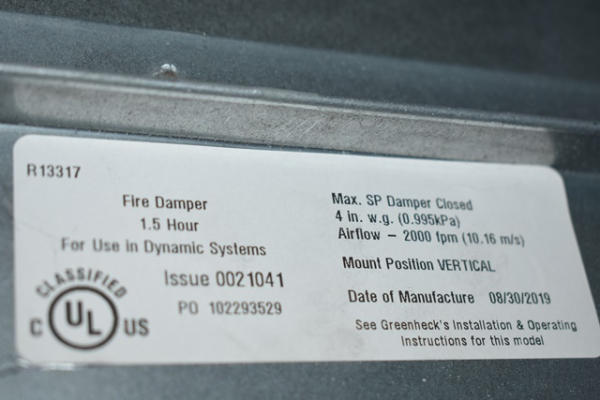 R13317
Fire Damper
1.5 Hour
For Use in Dynamic Systems
Issue 0021041
PO 102293529
CLASSIFIED
C UL US
Max. SP Damper Closed
4 in. w.g. (0.995kPa)
Airflow – 2000 fpm (10.16 m/s)
Mount Position VERTICAL
Date of Manufacture 08/30/2019
See Greenheck's Installation & Operating
Instructions for this model